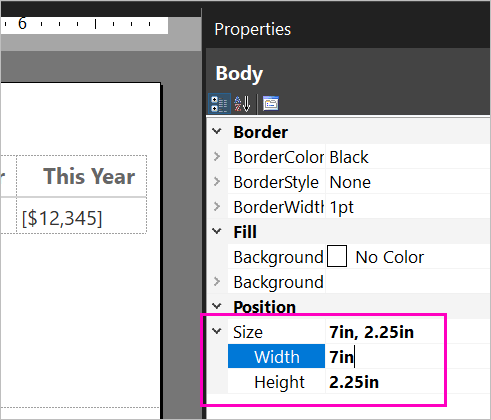 6
Properties
Body
Border
BorderColor Black
BorderStyle None
BorderWidth 1pt
Fill
Background No Color
Background
Position
Size 7in, 2.25in
Width 7in
Height 2.25in
r This Year
[$12,345]